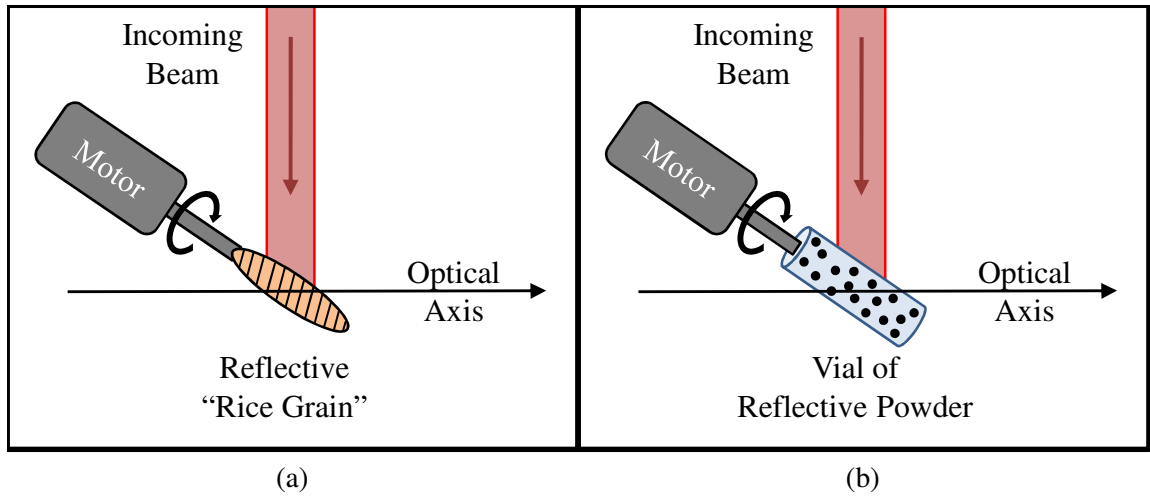 Incoming
Beam
Motor
Optical
Axis
Reflective
“Rice Grain”
(a)
Incoming
Beam
Motor
Optical
Axis
Vial of
Reflective Powder
(b)